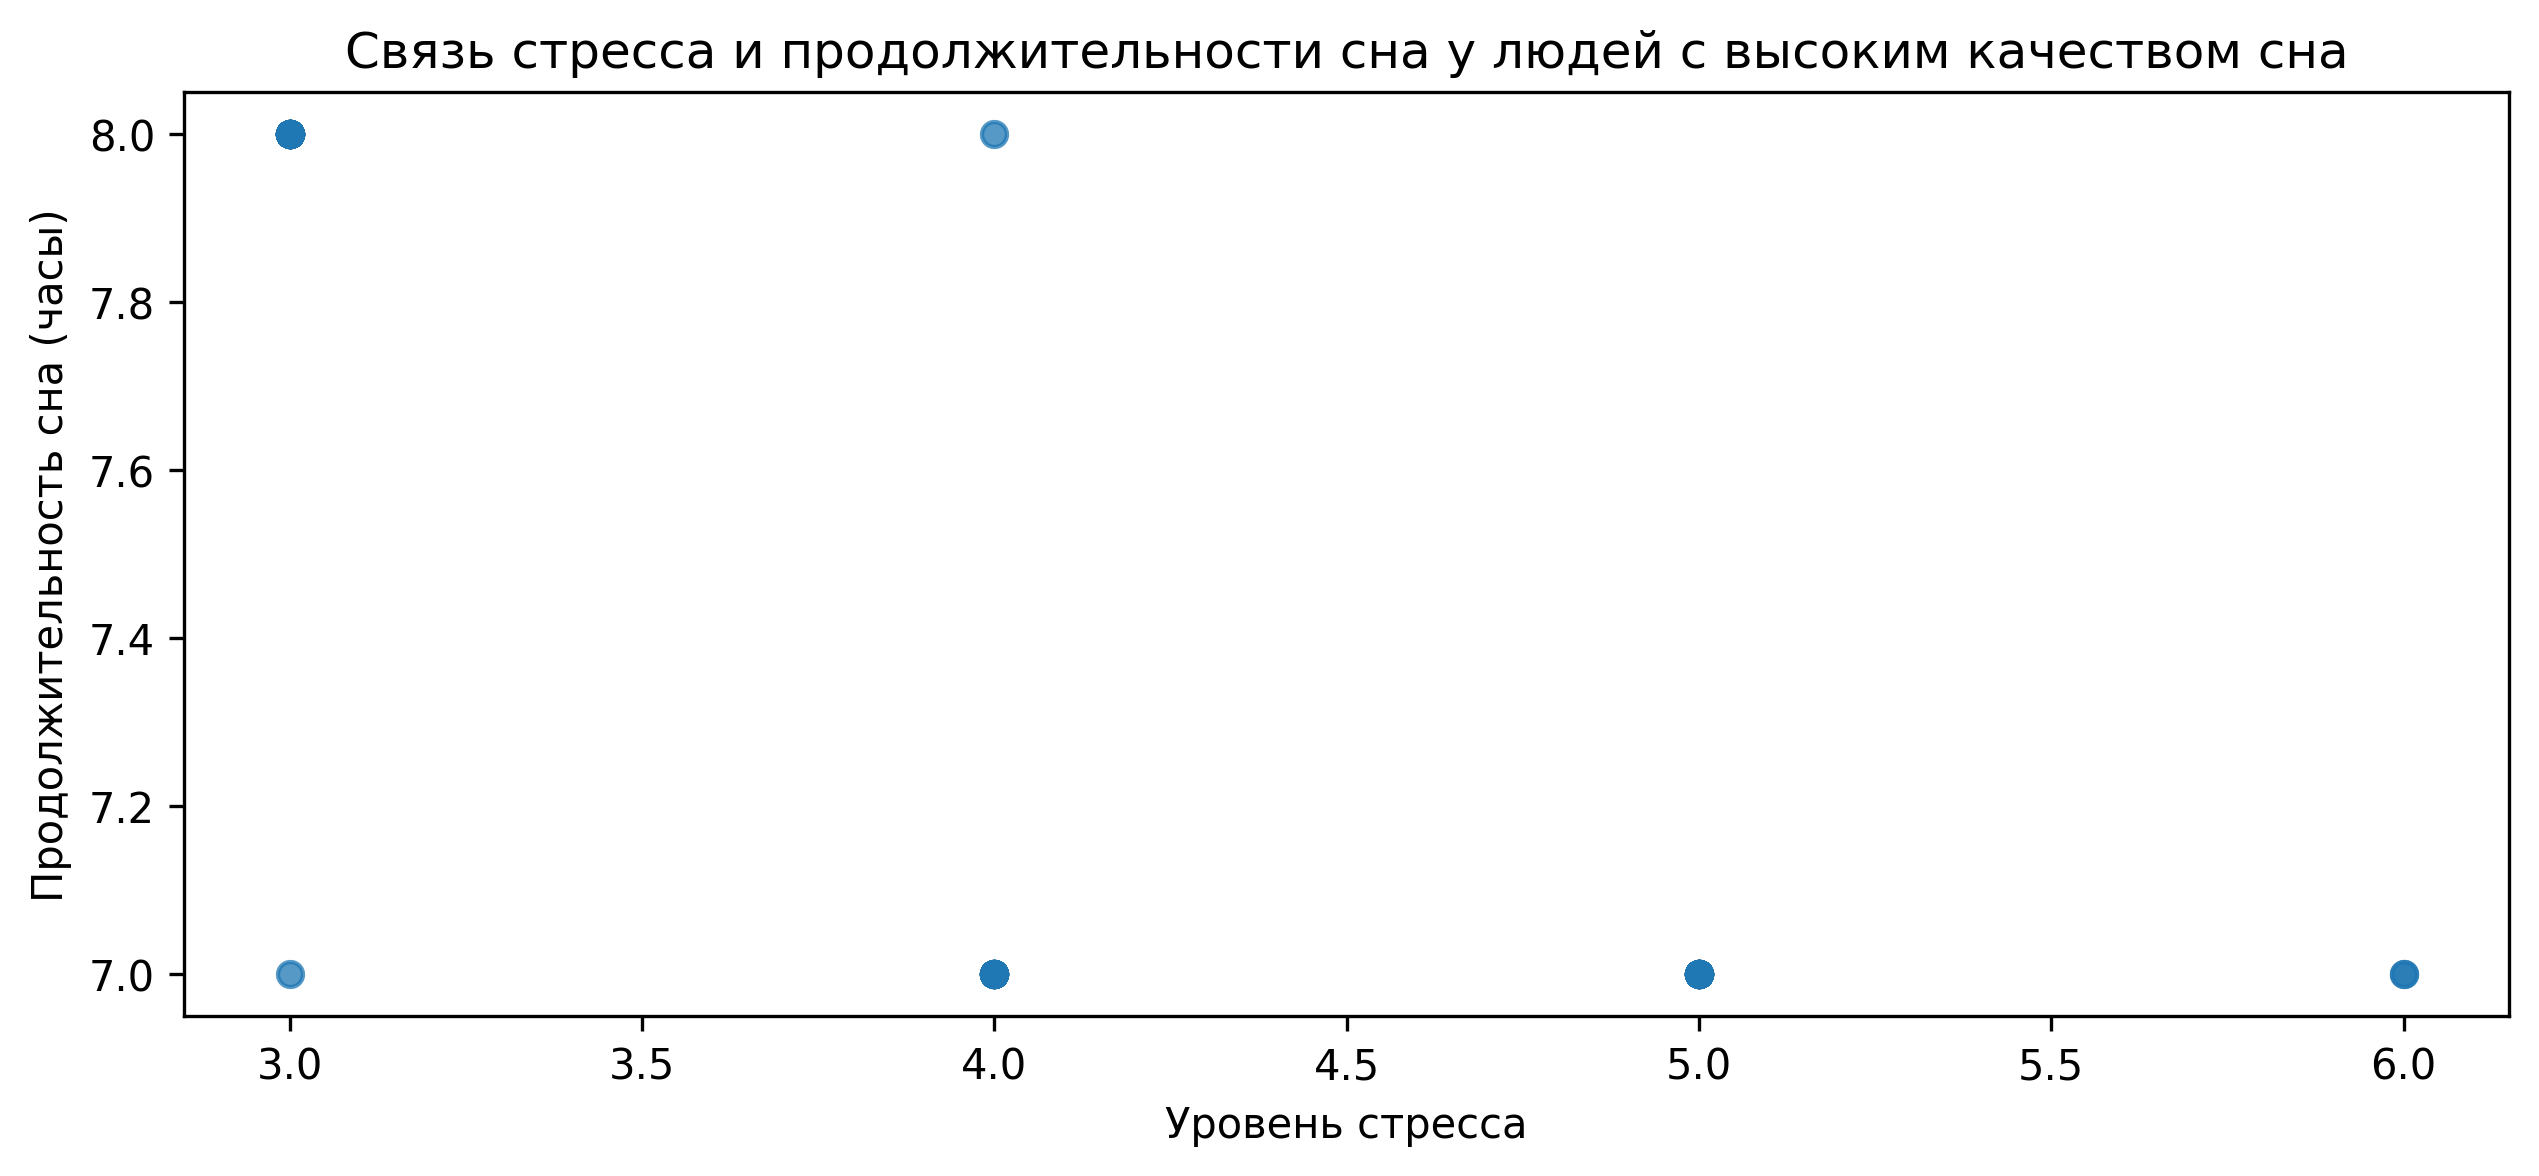 Связь стресса и продолжительности сна у людей с высоким качеством сна
Продолжительность сна (часы)
8.0
7.8
7.6
7.4
7.2
7.0
3.0 3.5 4.0 4.5 5.0 5.5 6.0
Уровень стресса